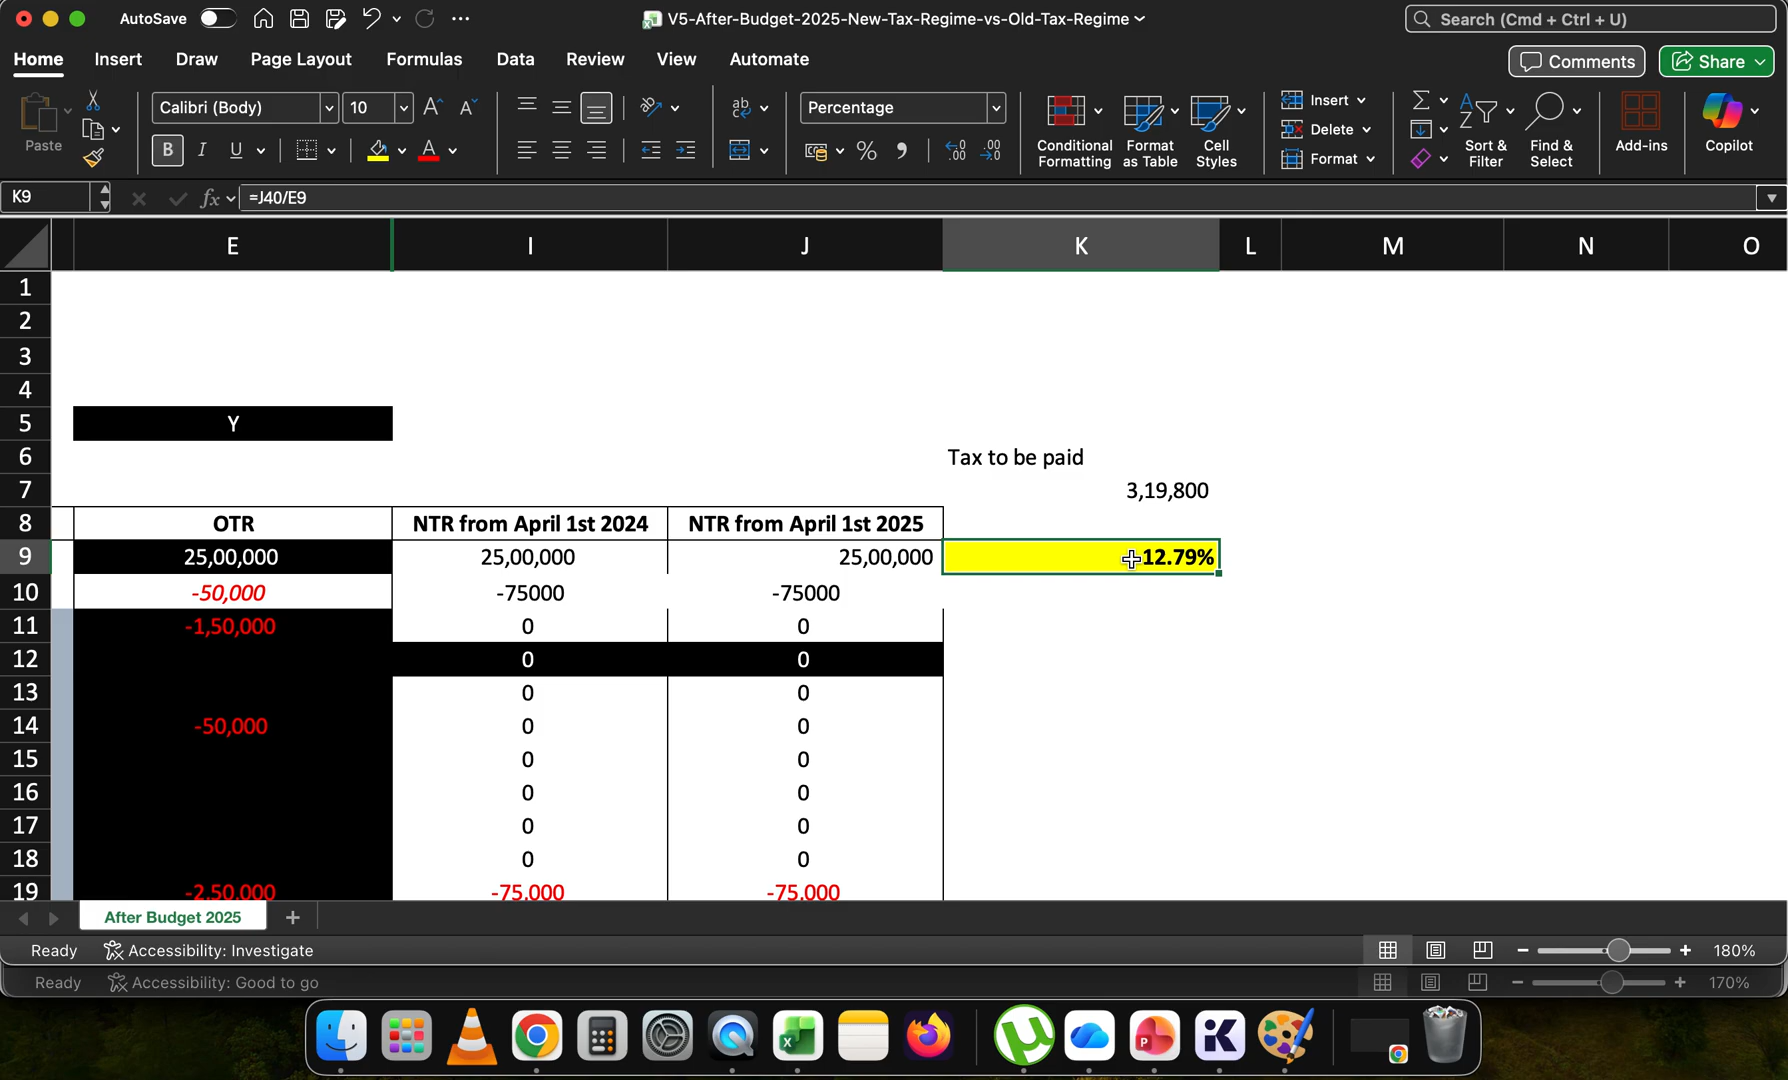 AutoSave
V5-After-Budget-2025-New-Tax-Regime-vs-Old-Tax-Regime
Search (Cmd + Ctrl + U)
Home Insert Draw Page Layout Formulas Data Review View Automate
Comments Share
Paste
Calibri (Body) 10
B I U
Percentage
Conditional Formatting
Format as Table
Cell Styles
Insert
Delete
Format
Sort & Filter
Find & Select
Add-ins
Copilot
K9 fx =J40/E9
E I J K L M N O
1
2
3
4
5 Y
6 Tax to be paid
7 3,19,800
8 OTR NTR from April 1st 2024 NTR from April 1st 2025
9 25,00,000 25,00,000 25,00,000 12.79%
10 -50,000 -75000 -75000
11 -1,50,000 0 0
12 0 0
13 0 0
14 -50,000 0 0
15 0 0
16 0 0
17 0 0
18 0 0
19 -2,50,000 -75,000 -75,000
After Budget 2025
Ready Accessibility: Investigate 180%
Ready Accessibility: Good to go 170%